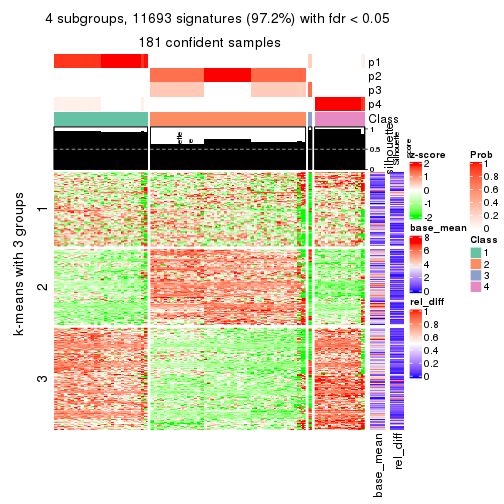 4 subgroups, 11693 signatures (97.2%) with fdr < 0.05
181 confident samples
p1
p2
p3
p4
Class
1
0.5
0
silhouette
k-means with 3 groups
1
2
3
base_mean
rel_diff
z-score
2
1
0
-1
-2
base_mean
8
6
4
2
0
rel_diff
1
0.8
0.6
0.4
0.2
0
Prob
1
0.8
0.6
0.4
0.2
0
Class
1
2
3
4